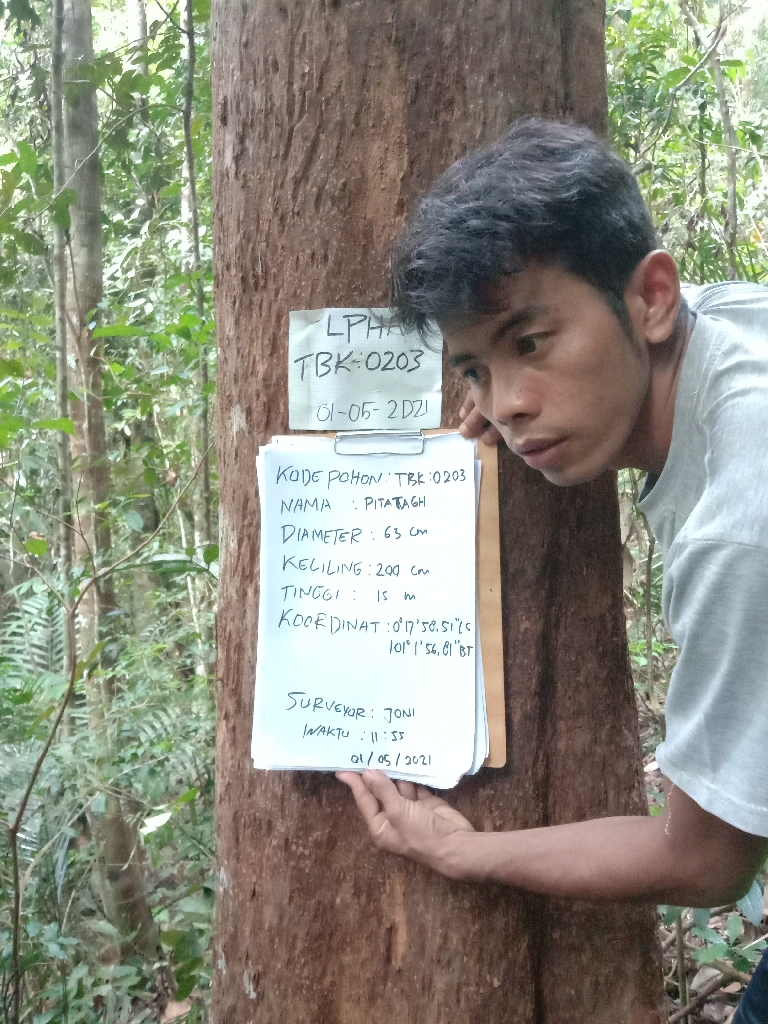 LPHA
TBK:0203
01-05-2021
KODE POHON : TBK:0203
NAMA : PITATAGH
DIAMETER : 63 cm
KELILING : 200 cm
TINGGI : 15 m
KOORDINAT : 0°17'58,51"LS
101°1'56,81"BT
SURVEYOR : JONI
WAKTU : 11:55
01/05/2021